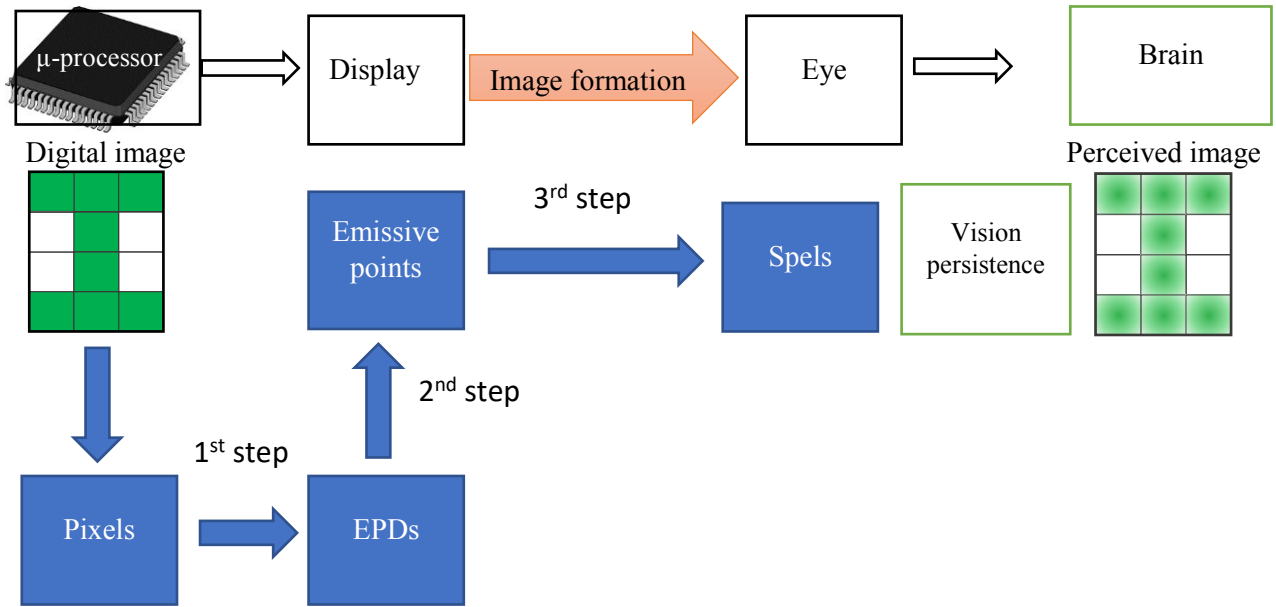 μ-processor
Display
Image formation
Eye
Brain
Digital image
Perceived image
Emissive
points
3rd step
Spels
Vision
persistence
2nd step
1st step
Pixels
EPDs